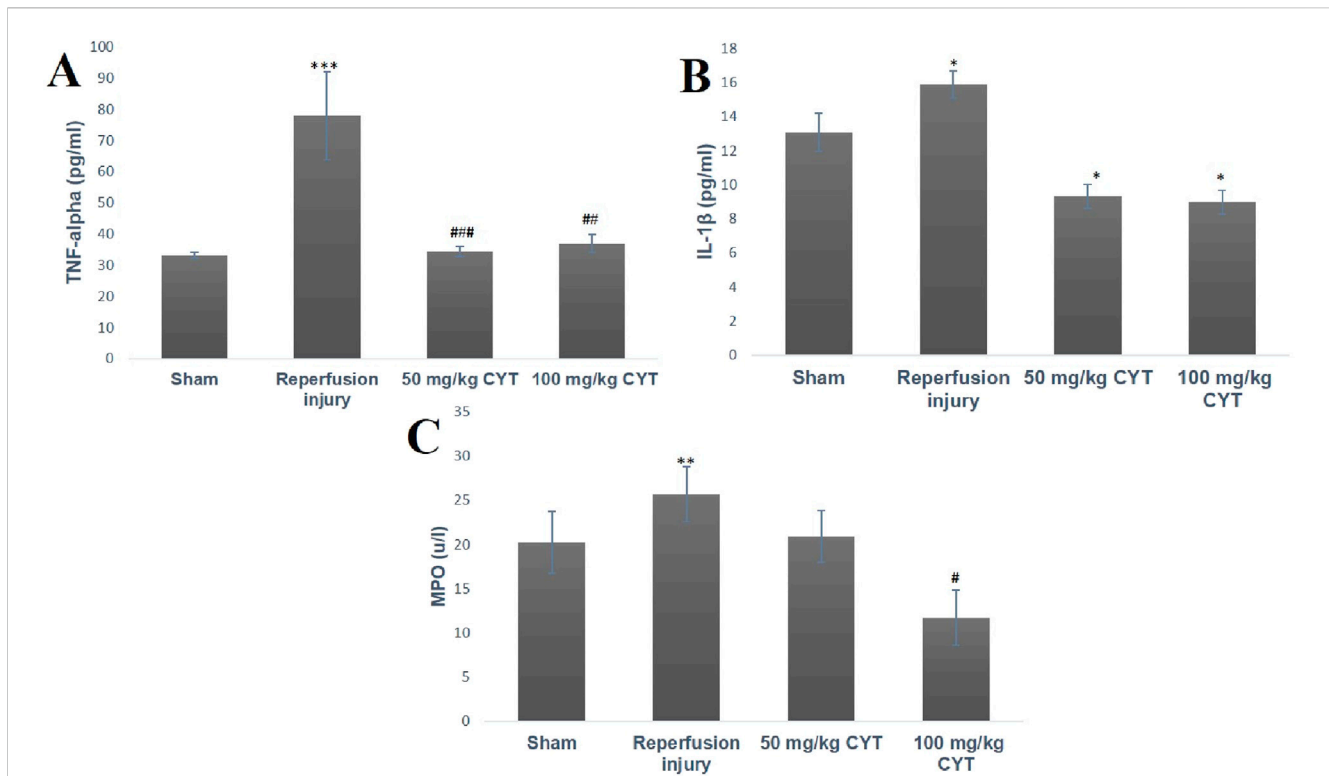 A
TNF-alpha (pg/ml)
100
90
80
70
60
50
40
30
20
10
0
***
###
##
Sham
Reperfusion
injury
50 mg/kg CYT
100 mg/kg CYT
B
IL-1β (pg/ml)
18
16
14
12
10
8
6
4
2
0
*
*
*
Sham
Reperfusion
injury
50 mg/kg CYT
100 mg/kg
CYT
C
MPO (u/l)
35
30
25
20
15
10
5
0
**
#
Sham
Reperfusion
injury
50 mg/kg CYT
100 mg/kg
CYT